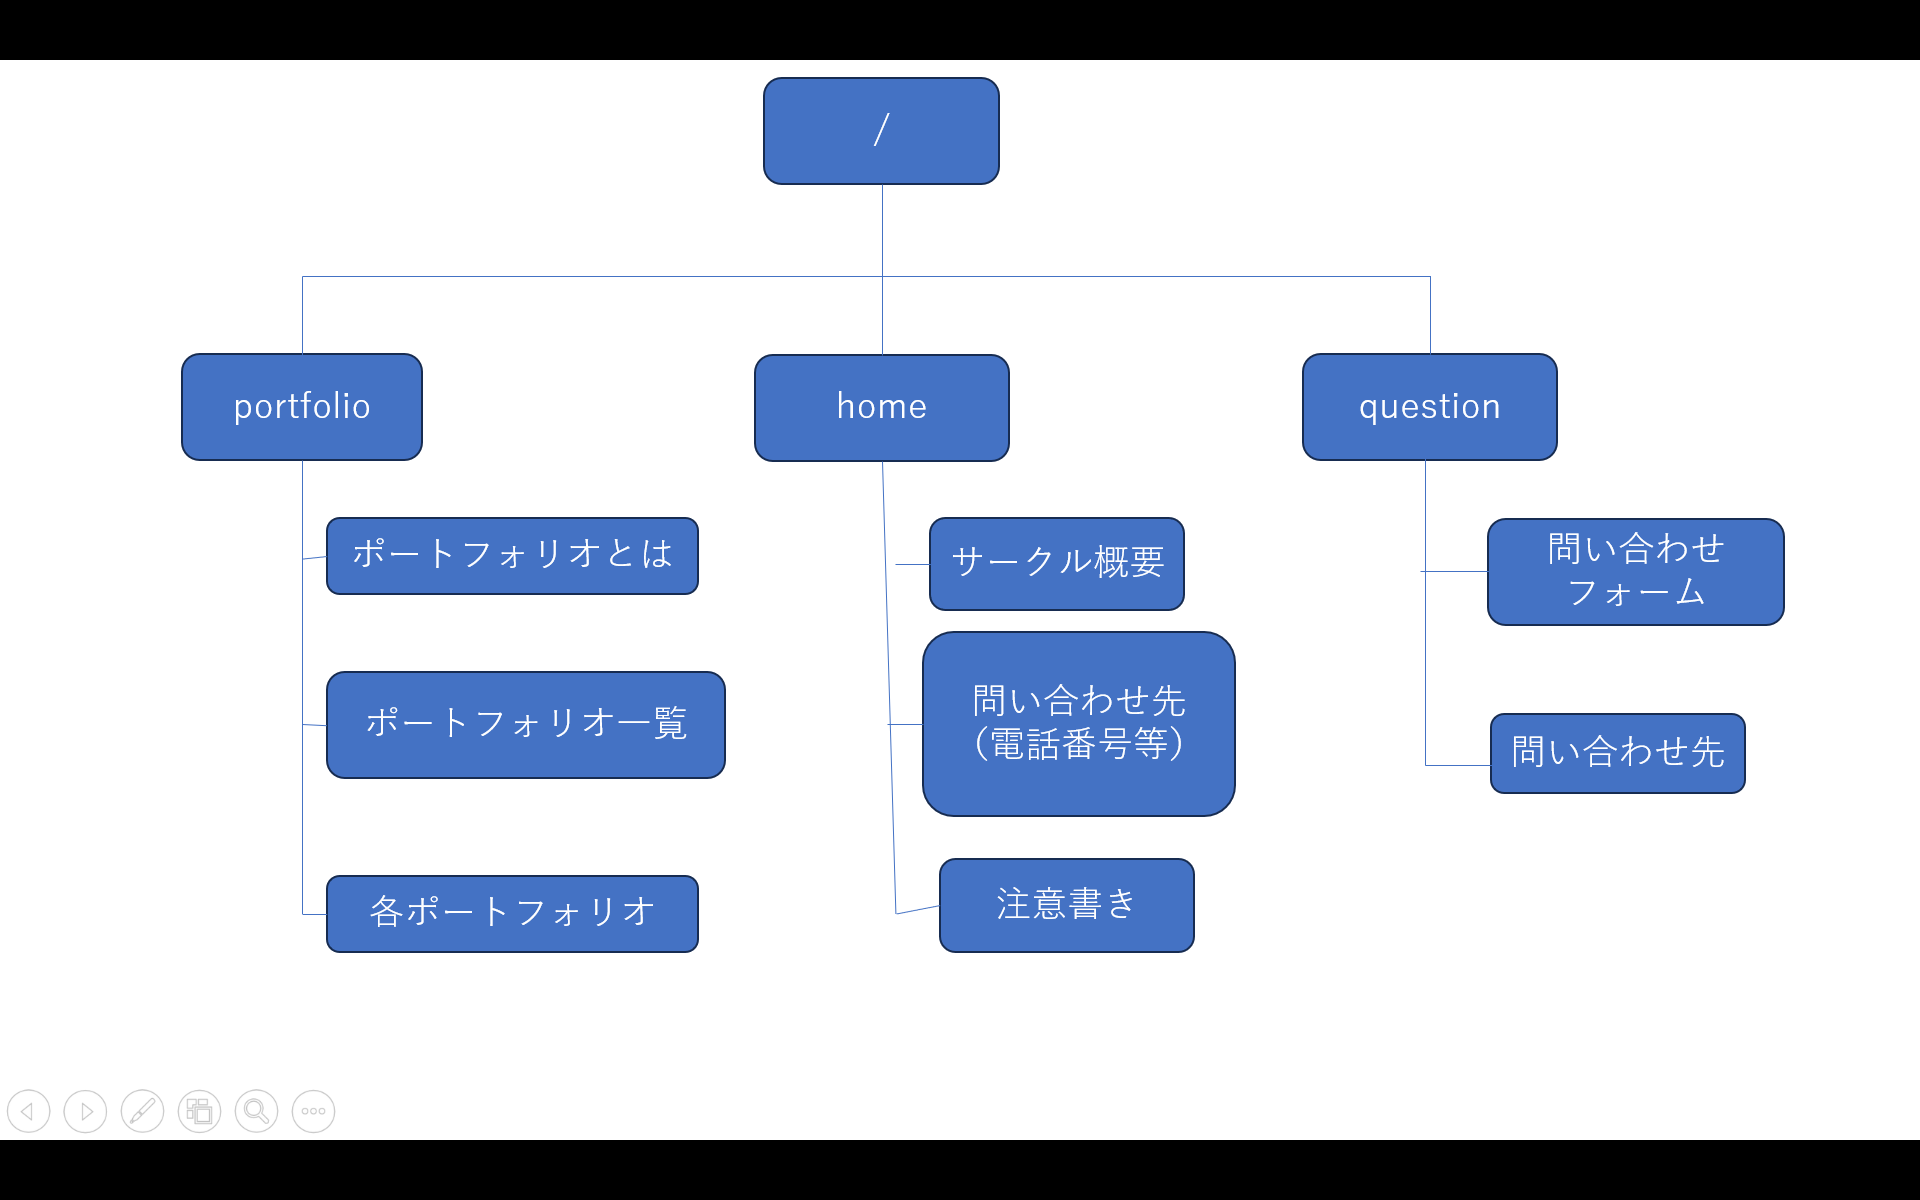 /
portfolio
home
question
ポートフォリオとは
ポートフォリオ一覧
各ポートフォリオ
サークル概要
問い合わせ先
（電話番号等）
注意書き
問い合わせ
フォーム
問い合わせ先